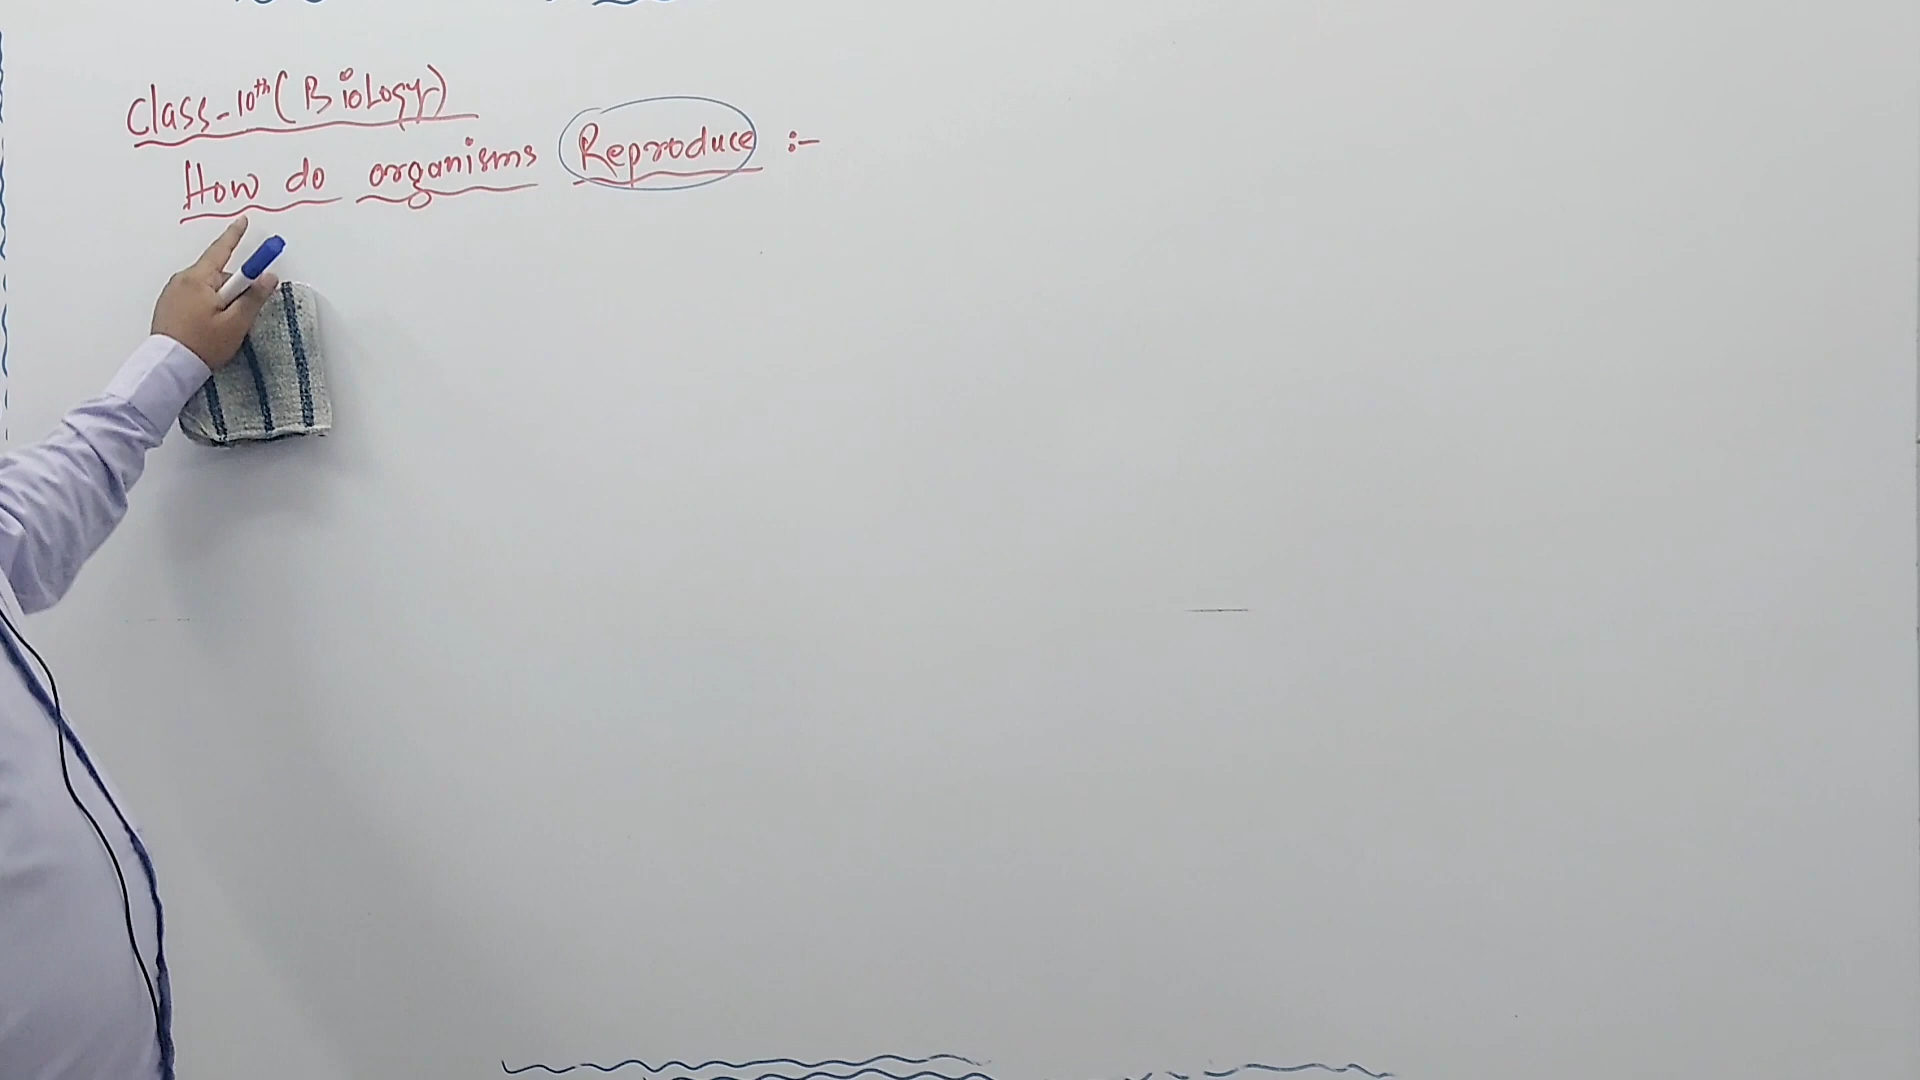 Class-10th (Biology)
How do organisms Reproduce :-